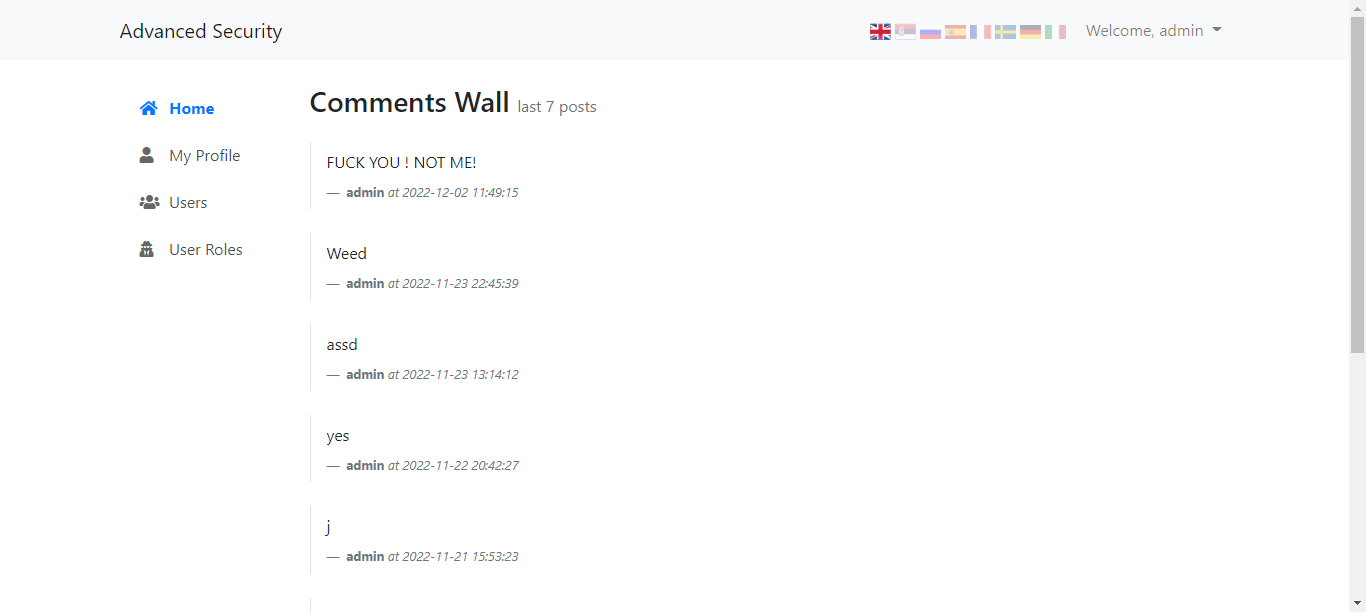 Advanced Security
Welcome, admin
Home
My Profile
Users
User Roles
Comments Wall last 7 posts
FUCK YOU ! NOT ME!
— admin at 2022-12-02 11:49:15
Weed
— admin at 2022-11-23 22:45:39
assd
— admin at 2022-11-23 13:14:12
yes
— admin at 2022-11-22 20:42:27
j
— admin at 2022-11-21 15:53:23